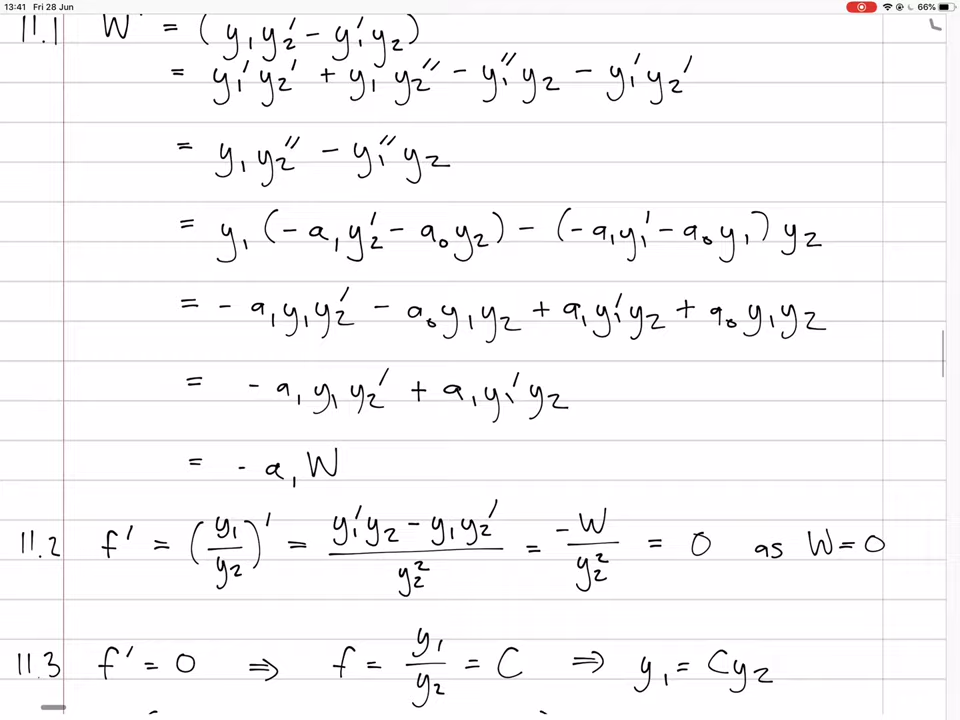 13:41 Fri 28 Jun 66%
11.1 W' = (y₁y₂' - y₁'y₂)
= y₁'y₂' + y₁y₂'' - y₁''y₂ - y₁'y₂'
= y₁y₂'' - y₁''y₂
= y₁(-a₁y₂' - a₀y₂) - (-a₁y₁' - a₀y₁)y₂
= - a₁y₁y₂' - a₀y₁y₂ + a₁y₁'y₂ + a₀y₁y₂
= - a₁y₁y₂' + a₁y₁'y₂
= - a₁W
11.2 f' = (y₁/y₂)' = (y₁'y₂ - y₁y₂')/y₂² = -W/y₂² = 0 as W=0
11.3 f' = 0 ⇒ f = y₁/y₂ = C ⇒ y₁ = Cy₂